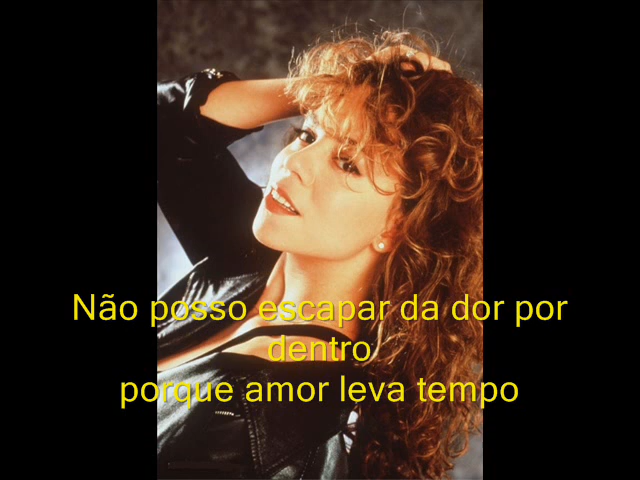 Não posso escapar da dor por
dentro
porque amor leva tempo